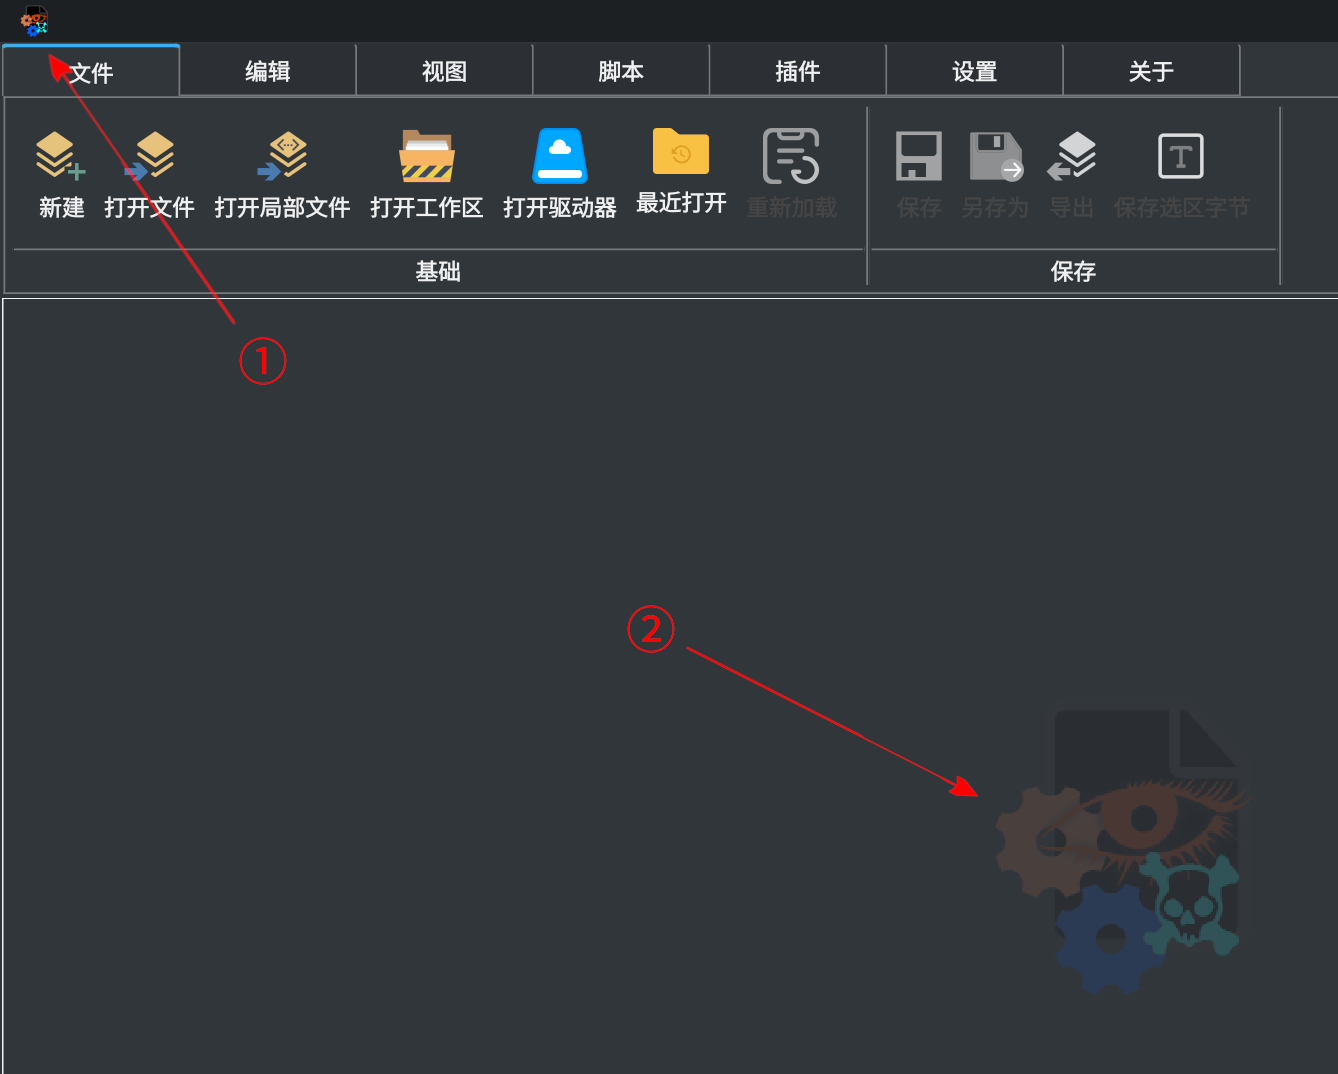 文件 编辑 视图 脚本 插件 设置 关于
新建 打开文件 打开局部文件 打开工作区 打开驱动器 最近打开 重新加载 保存 另存为 导出 保存选区字节
基础 保存
①
②